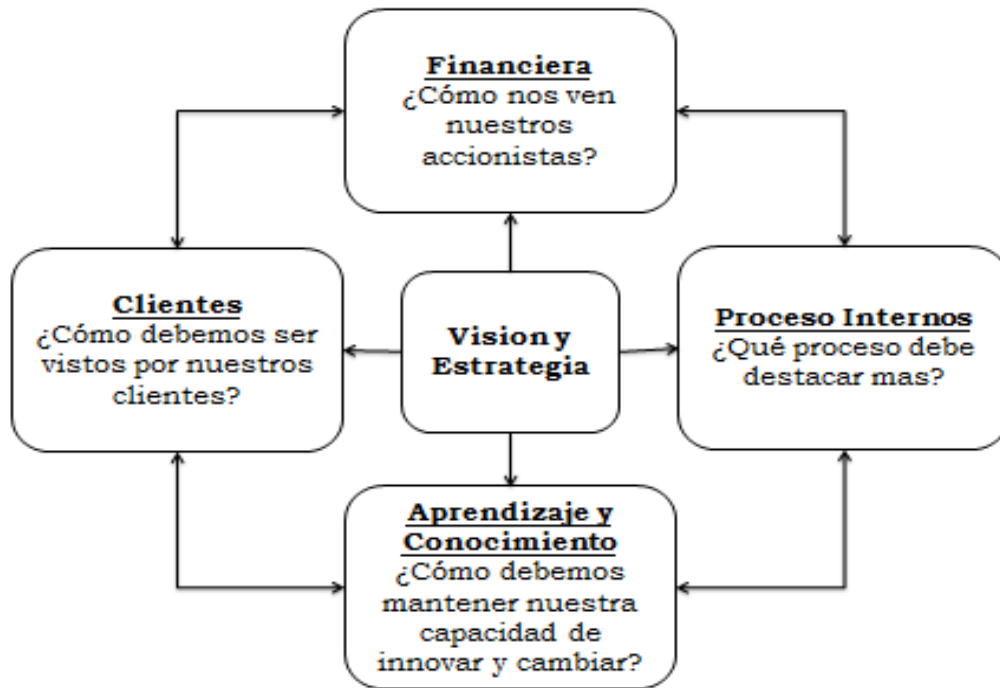 Financiera
¿Cómo nos ven
nuestros
accionistas?
Clientes
¿Cómo debemos ser
vistos por nuestros
clientes?
Vision y
Estrategia
Proceso Internos
¿Qué proceso debe
destacar mas?
Aprendizaje y
Conocimiento
¿Cómo debemos
mantener nuestra
capacidad de
innovar y cambiar?